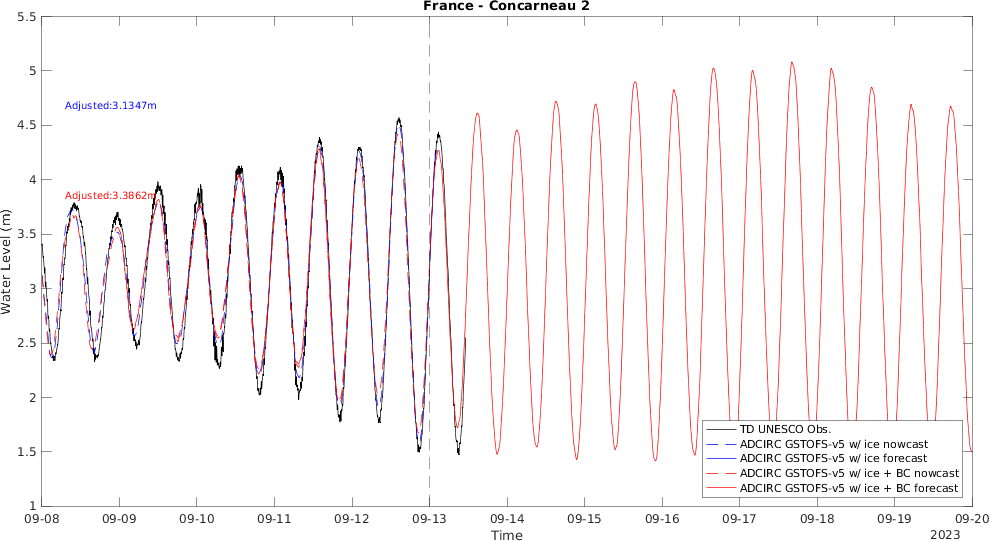 France - Concarneau 2
5.5
5
4.5
4
3.5
3
2.5
2
1.5
1
Water Level (m)
Adjusted:3.1347m
Adjusted:3.3862m
TD UNESCO Obs.
ADCIRC GSTOFS-v5 w/ ice nowcast
ADCIRC GSTOFS-v5 w/ ice forecast
ADCIRC GSTOFS-v5 w/ ice + BC nowcast
ADCIRC GSTOFS-v5 w/ ice + BC forecast
09-08 09-09 09-10 09-11 09-12 09-13 09-14 09-15 09-16 09-17 09-18 09-19 09-20
Time
2023